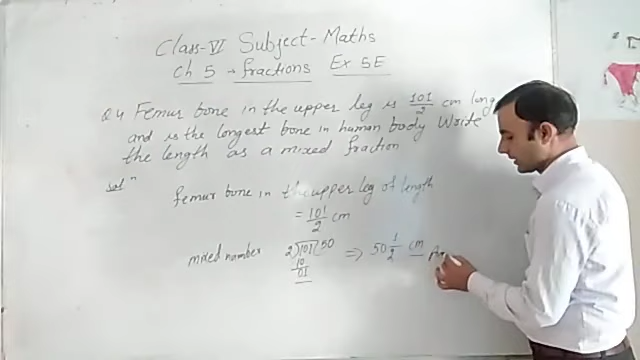 Class-VI Subject-Maths
Ch 5 → fractions Ex 5E
Q4 Femur bone in the upper leg is 101/2 cm long
and is the longest bone in human body Write
the length as a mixed fraction
Solⁿ
femur bone in the upper leg of length
= 101/2 cm
mixed number 2)101(50 ⇒ 50 1/2 cm An
10
01